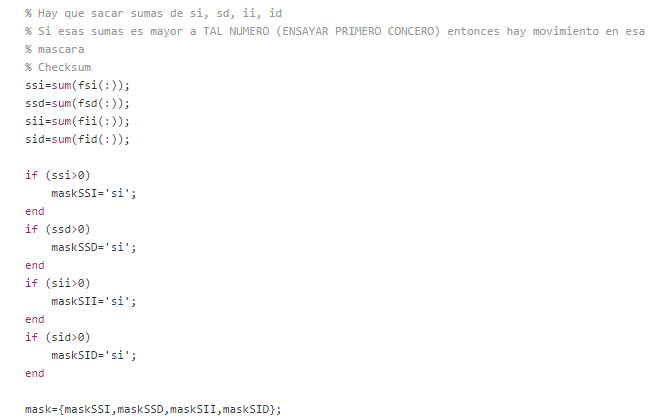 % Hay que sacar sumas de si, sd, ii, id
% Si esas sumas es mayor a TAL NUMERO (ENSAYAR PRIMERO CONCERO) entonces hay movimiento en esa
% mascara
% Checksum
ssi=sum(fsi(:));
ssd=sum(fsd(:));
sii=sum(fii(:));
sid=sum(fid(:));
if (ssi>0)
maskSSI='si';
end
if (ssd>0)
maskSSD='si';
end
if (sii>0)
maskSII='si';
end
if (sid>0)
maskSID='si';
end
mask={maskSSI,maskSSD,maskSII,maskSID};